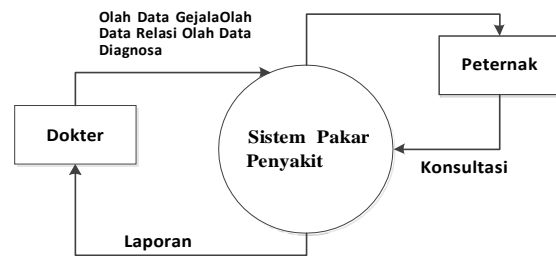 Olah Data GejalaOlah
Data Relasi Olah Data
Diagnosa
Peternak
Dokter
Sistem Pakar
Penyakit
Konsultasi
Laporan